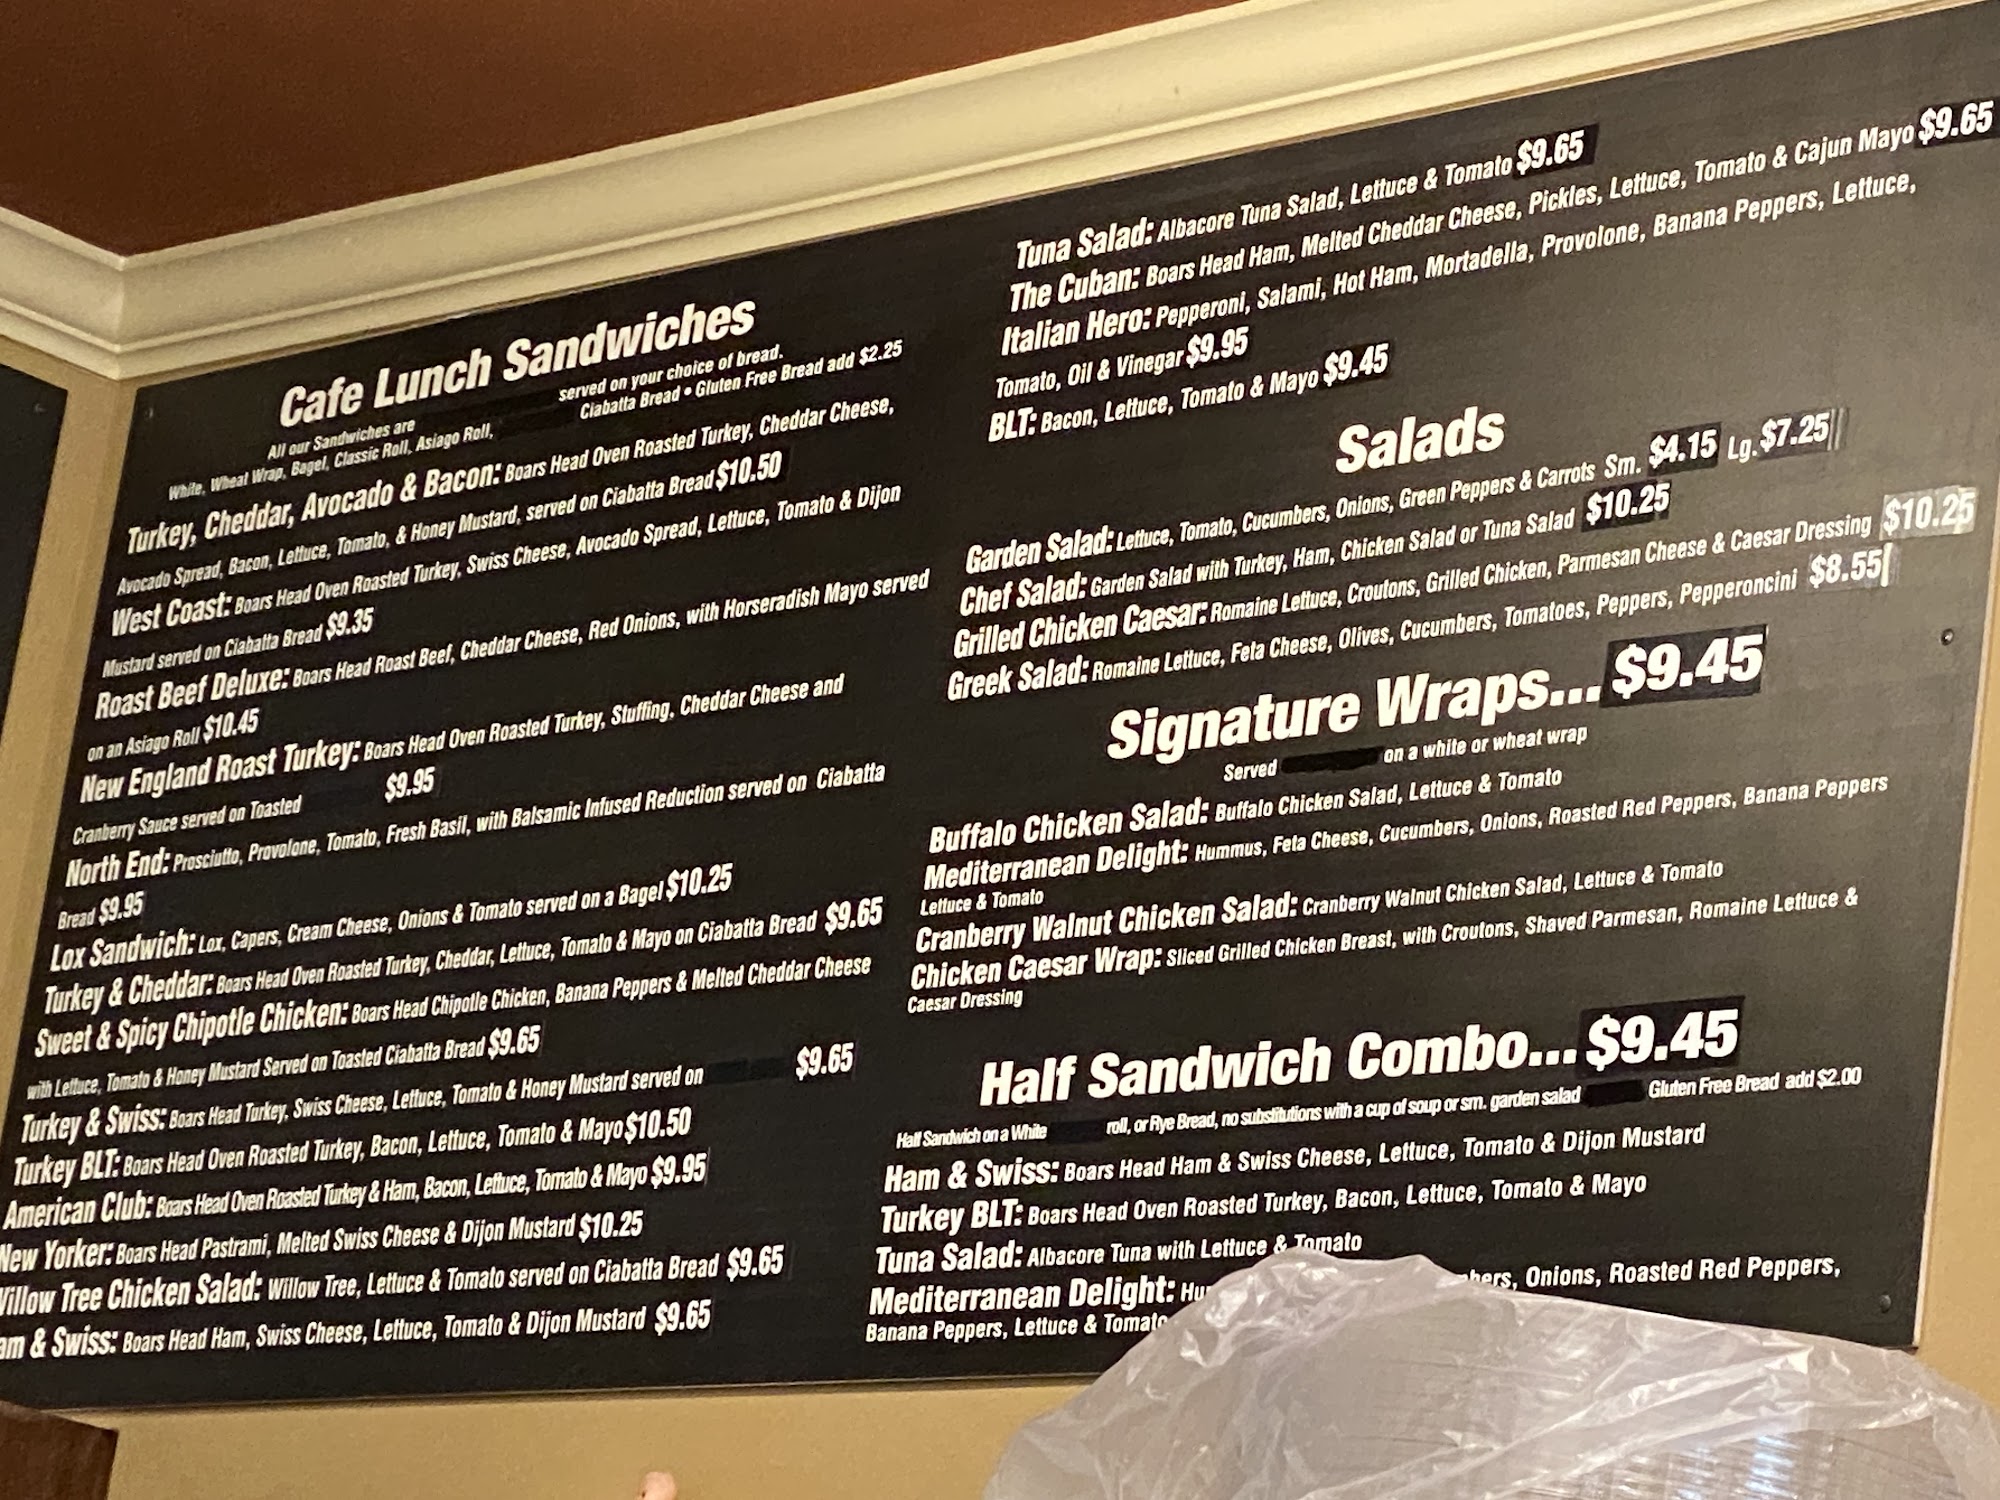 Cafe Lunch Sandwiches
All our Sandwiches are served on your choice of bread.
White, Wheat Wrap, Bagel, Classic Roll, Asiago Roll, Ciabatta Bread • Gluten Free Bread add $2.25
Turkey, Cheddar, Avocado & Bacon: Boars Head Oven Roasted Turkey, Cheddar Cheese,
Avocado Spread, Bacon, Lettuce, Tomato, & Honey Mustard, served on Ciabatta Bread $10.50
West Coast: Boars Head Oven Roasted Turkey, Swiss Cheese, Avocado Spread, Lettuce, Tomato & Dijon
Mustard served on Ciabatta Bread $9.35
Roast Beef Deluxe: Boars Head Roast Beef, Cheddar Cheese, Red Onions, with Horseradish Mayo served
on an Asiago Roll $10.45
New England Roast Turkey: Boars Head Oven Roasted Turkey, Stuffing, Cheddar Cheese and
Cranberry Sauce served on Toasted $9.95
North End: Prosciutto, Provolone, Tomato, Fresh Basil, with Balsamic Infused Reduction served on Ciabatta
Bread $9.95
Lox Sandwich: Lox, Capers, Cream Cheese, Onions & Tomato served on a Bagel $10.25
Turkey & Cheddar: Boars Head Oven Roasted Turkey, Cheddar, Lettuce, Tomato & Mayo on Ciabatta Bread $9.65
Sweet & Spicy Chipotle Chicken: Boars Head Chipotle Chicken, Banana Peppers & Melted Cheddar Cheese
with Lettuce, Tomato & Honey Mustard Served on Toasted Ciabatta Bread $9.65
Turkey & Swiss: Boars Head Turkey, Swiss Cheese, Lettuce, Tomato & Honey Mustard served on $9.65
Turkey BLT: Boars Head Oven Roasted Turkey, Bacon, Lettuce, Tomato & Mayo $10.50
American Club: Boars Head Oven Roasted Turkey & Ham, Bacon, Lettuce, Tomato & Mayo $9.95
New Yorker: Boars Head Pastrami, Melted Swiss Cheese & Dijon Mustard $10.25
Willow Tree Chicken Salad: Willow Tree, Lettuce & Tomato served on Ciabatta Bread $9.65
am & Swiss: Boars Head Ham, Swiss Cheese, Lettuce, Tomato & Dijon Mustard $9.65
Tuna Salad: Albacore Tuna Salad, Lettuce & Tomato $9.65
The Cuban: Boars Head Ham, Melted Cheddar Cheese, Pickles, Lettuce, Tomato & Cajun Mayo $9.65
Italian Hero: Pepperoni, Salami, Hot Ham, Mortadella, Provolone, Banana Peppers, Lettuce,
Tomato, Oil & Vinegar $9.95
BLT: Bacon, Lettuce, Tomato & Mayo $9.45
Salads
Garden Salad: Lettuce, Tomato, Cucumbers, Onions, Green Peppers & Carrots Sm. $4.15 Lg. $7.25
Chef Salad: Garden Salad with Turkey, Ham, Chicken Salad or Tuna Salad $10.25
Grilled Chicken Caesar: Romaine Lettuce, Croutons, Grilled Chicken, Parmesan Cheese & Caesar Dressing $10.25
Greek Salad: Romaine Lettuce, Feta Cheese, Olives, Cucumbers, Tomatoes, Peppers, Pepperoncini $8.55
Signature Wraps... $9.45
Served on a white or wheat wrap
Buffalo Chicken Salad: Buffalo Chicken Salad, Lettuce & Tomato
Mediterranean Delight: Hummus, Feta Cheese, Cucumbers, Onions, Roasted Red Peppers, Banana Peppers
Lettuce & Tomato
Cranberry Walnut Chicken Salad: Cranberry Walnut Chicken Salad, Lettuce & Tomato
Chicken Caesar Wrap: Sliced Grilled Chicken Breast, with Croutons, Shaved Parmesan, Romaine Lettuce &
Caesar Dressing
Half Sandwich Combo... $9.45
Half Sandwich on a White roll, or Rye Bread, no substitutions with a cup of soup or sm. garden salad Gluten Free Bread add $2.00
Ham & Swiss: Boars Head Ham & Swiss Cheese, Lettuce, Tomato & Dijon Mustard
Turkey BLT: Boars Head Oven Roasted Turkey, Bacon, Lettuce, Tomato & Mayo
Tuna Salad: Albacore Tuna with Lettuce & Tomato
Mediterranean Delight: Onions, Roasted Red Peppers,
Banana Peppers, Lettuce & Tomato